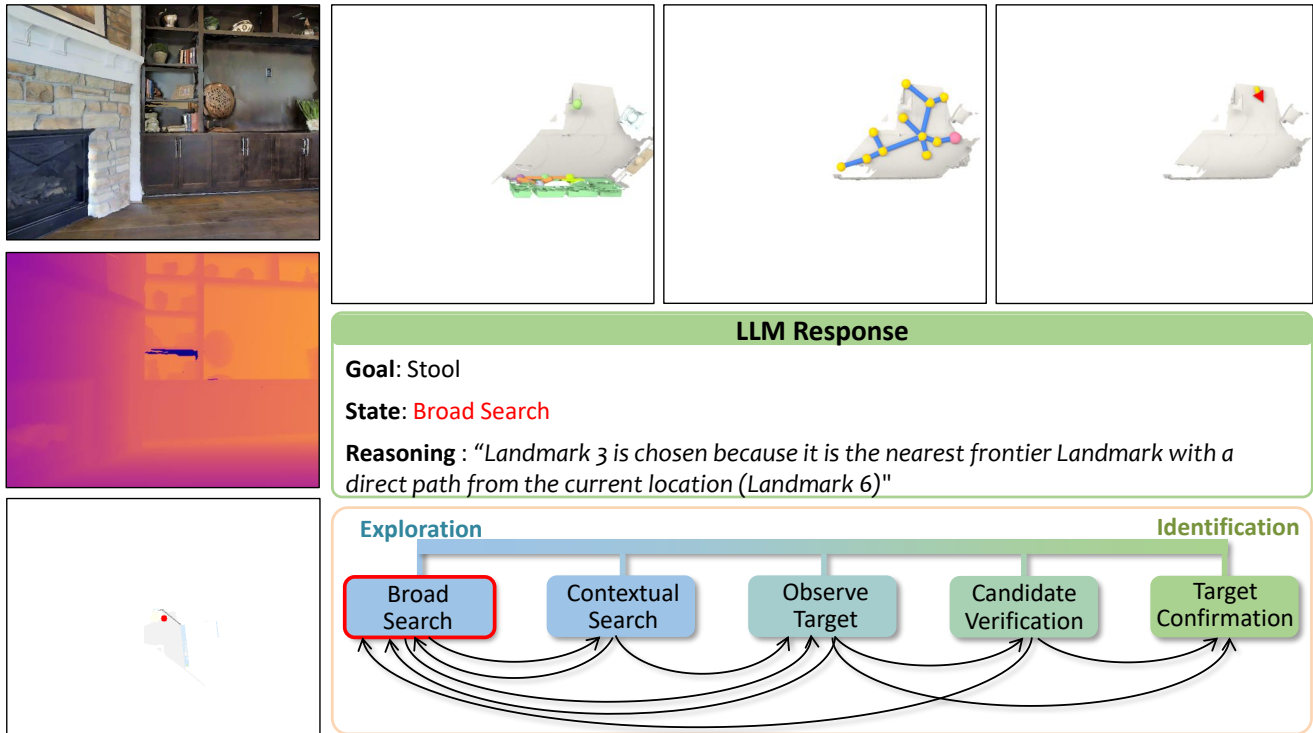 LLM Response
Goal: Stool
State: Broad Search
Reasoning : “Landmark 3 is chosen because it is the nearest frontier Landmark with a
direct path from the current location (Landmark 6)"
Exploration
Identification
Broad
Search
Contextual
Search
Observe
Target
Candidate
Verification
Target
Confirmation